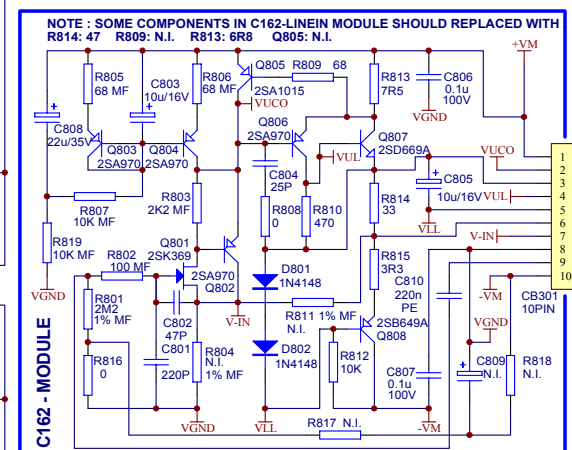 NOTE : SOME COMPONENTS IN C162-LINEIN MODULE SHOULD REPLACED WITH
R814: 47 R809: N.I. R813: 6R8 Q805: N.I.
+VM
R805
68 MF
C803
10u/16V
R806
68 MF
Q805
2SA1015
R809 68
R813
7R5
C806
0.1u
100V
VGND
VUCO
C808
22u/35V
Q803
2SA970
Q804
2SA970
Q806
2SA970
Q807
2SD669A
VUL
VUCO
1
2
3
4
5
6
7
8
9
10
CB301
10PIN
C804
25P
C805
10u/16V
VUL
VLL
V-IN
R807
10K MF
R803
2K2 MF
R808
0
R810
470
R814
33
R819
10K MF
VGND
R802
100 MF
Q801
2SK369
2SA970
Q802
D801
1N4148
R815
3R3
C810
220n
PE
-VM
VGND
R801
2M2
1% MF
C802
47P
V-IN
R811 1% MF
N.I.
2SB649A
Q808
C801
220P
R804
N.I.
1% MF
D802
1N4148
R812
10K
C807
0.1u
100V
C809
N.I.
R818
N.I.
R816
0
VGND
VLL
R817 N.I.
-VM
C162 - MODULE